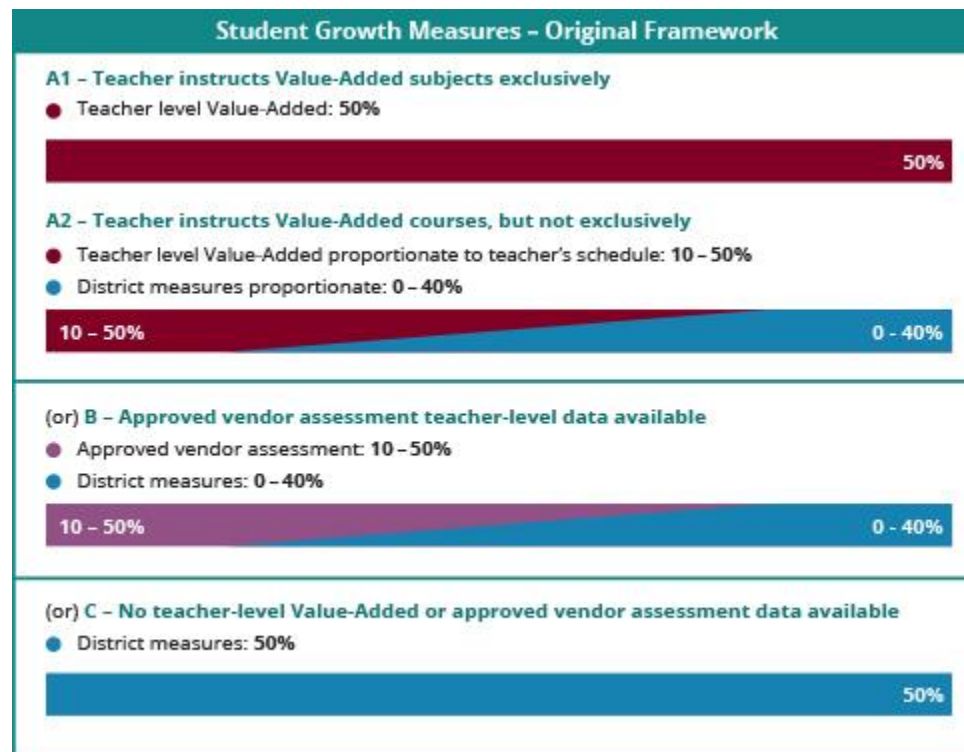 Student Growth Measures – Original Framework
A1 – Teacher instructs Value-Added subjects exclusively
Teacher level Value-Added: 50%
50%
A2 – Teacher instructs Value-Added courses, but not exclusively
Teacher level Value-Added proportionate to teacher’s schedule: 10 – 50%
District measures proportionate: 0 – 40%
10 – 50% 0 - 40%
(or) B – Approved vendor assessment teacher-level data available
Approved vendor assessment: 10 – 50%
District measures: 0 – 40%
10 – 50% 0 - 40%
(or) C – No teacher-level Value-Added or approved vendor assessment data available
District measures: 50%
50%